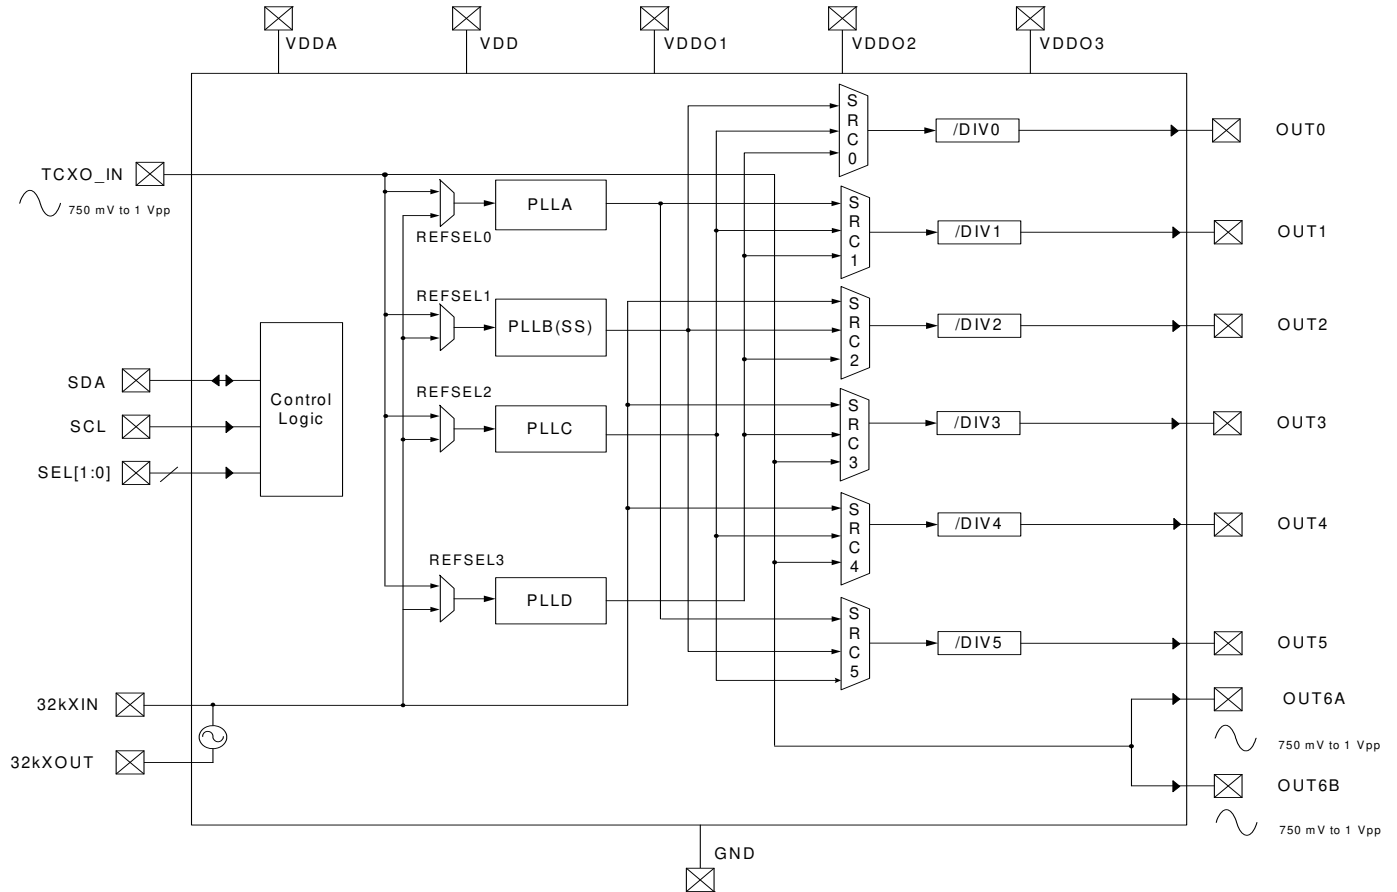 VDDA
VDD
VDDO1
VDDO2
VDDO3
S
R
C
0
/DIV0
OUT0
TCXO_IN
750 mV to 1 Vpp
REFSEL0
PLLA
S
R
C
1
/DIV1
OUT1
REFSEL1
PLLB(SS)
S
R
C
2
/DIV2
OUT2
SDA
SCL
SEL[1:0]
Control
Logic
REFSEL2
PLLC
S
R
C
3
/DIV3
OUT3
S
R
C
4
/DIV4
OUT4
REFSEL3
PLLD
S
R
C
5
/DIV5
OUT5
32kXIN
32kXOUT
OUT6A
750 mV to 1 Vpp
OUT6B
750 mV to 1 Vpp
GND